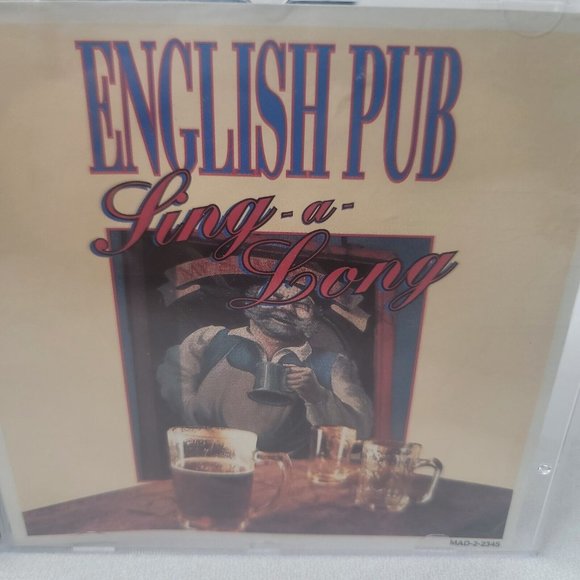 ENGLISH PUB
Sing-a-
Long
MAD-2-2345